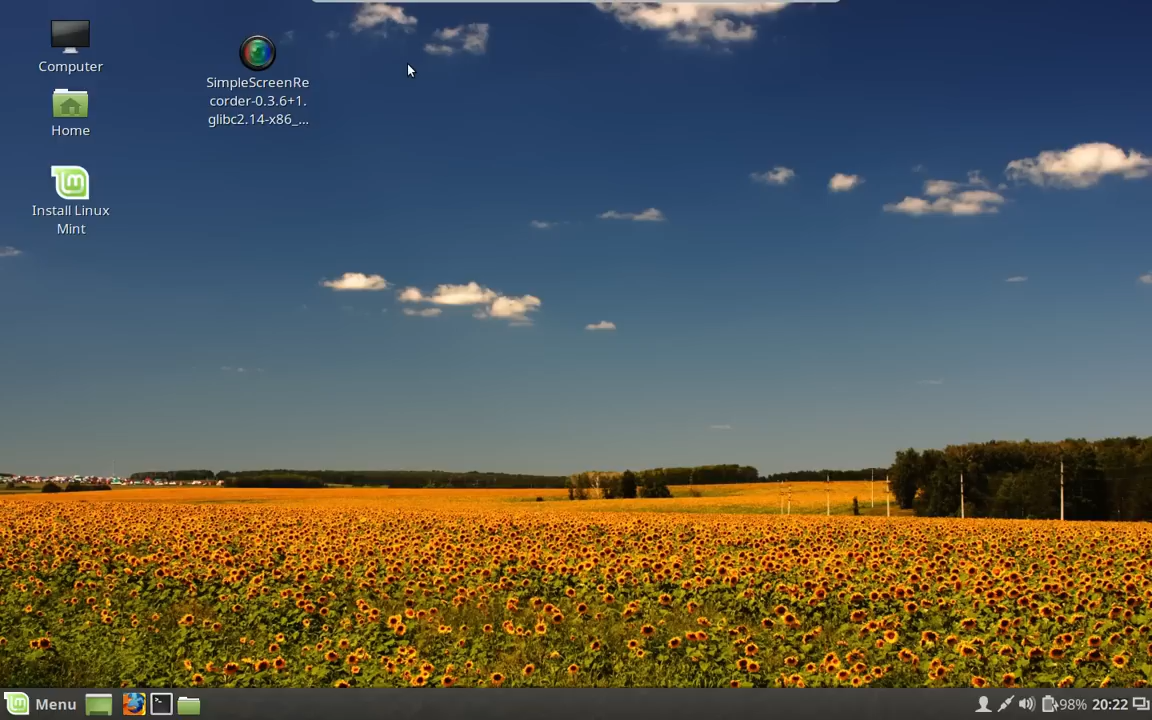 Computer
SimpleScreenRe
corder-0.3.6+1.
glibc2.14-x86_...
Home
Install Linux
Mint
Menu
98% 20:22